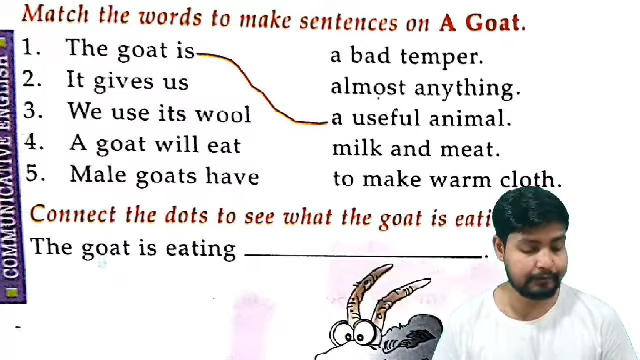 Match the words to make sentences on A Goat.
1. The goat is a bad temper.
2. It gives us almost anything.
3. We use its wool a useful animal.
4. A goat will eat milk and meat.
5. Male goats have to make warm cloth.
Connect the dots to see what the goat is eati
The goat is eating ____________________.
COMMUNICATIVE ENGLISH